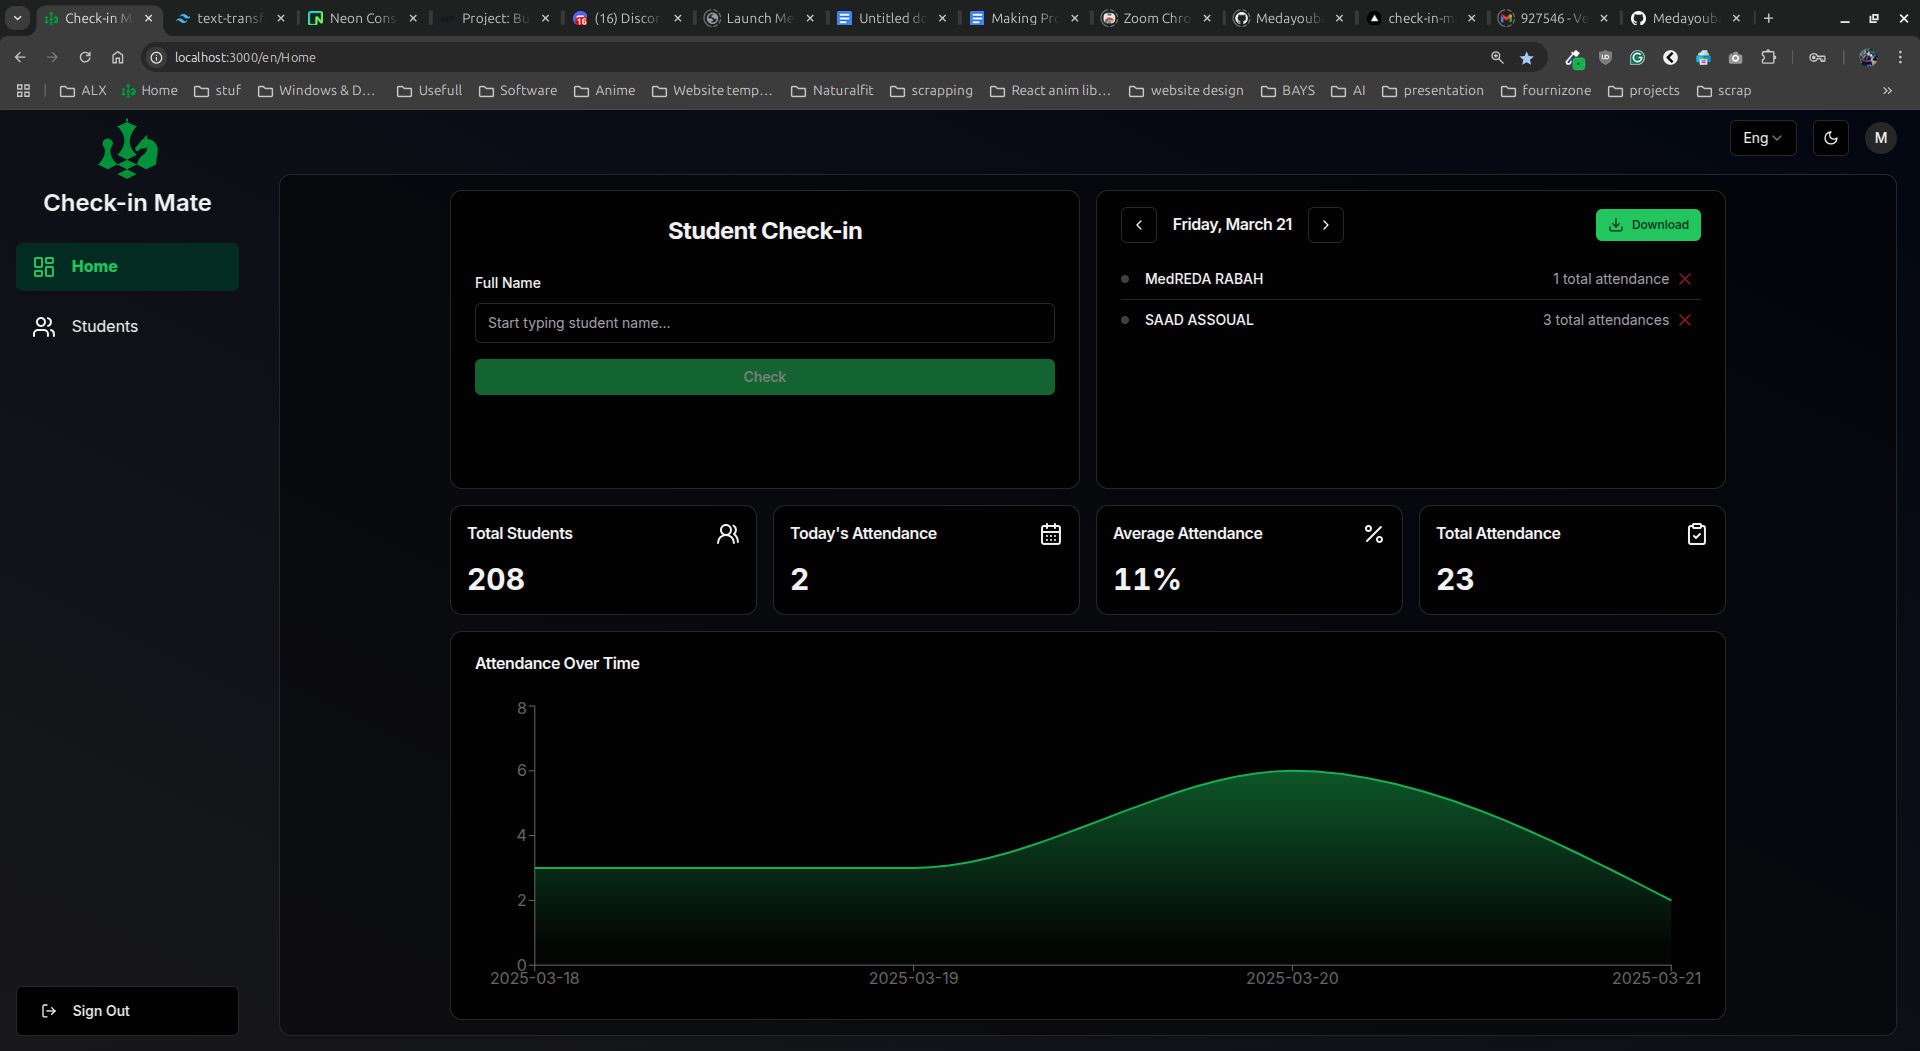 Check-in M
text-transf
Neon Cons
Project: Bu
(16) Discor
Launch Me
Untitled do
Making Pro
Zoom Chro
Medayoub
check-in-m
927546 - Ve
Medayoub
localhost:3000/en/Home
ALX
Home
stuf
Windows & D...
Usefull
Software
Anime
Website temp...
Naturalfit
scrapping
React anim lib...
website design
BAYS
AI
presentation
fournizone
projects
scrap
Check-in Mate
Eng
M
Home
Students
Sign Out
Student Check-in
Full Name
Start typing student name...
Check
Friday, March 21
Download
MedREDA RABAH 1 total attendance
SAAD ASSOUAL 3 total attendances
Total Students
208
Today's Attendance
2
Average Attendance
11%
Total Attendance
23
Attendance Over Time
8
6
4
2
0
2025-03-18 2025-03-19 2025-03-20 2025-03-21